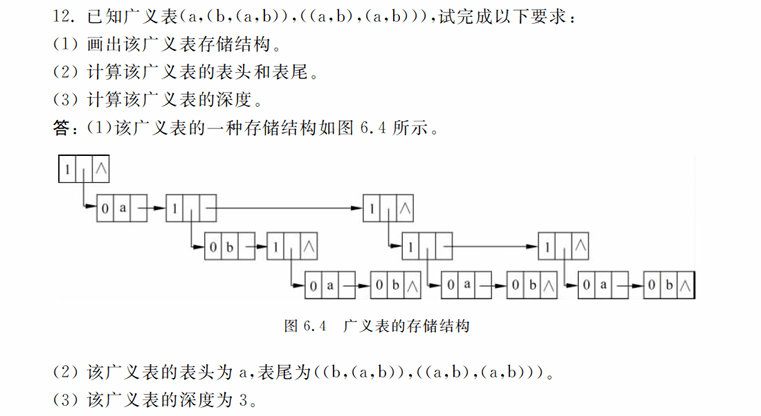 12. 已知广义表(a,(b,(a,b)),((a,b),(a,b))),试完成以下要求:
(1) 画出该广义表存储结构。
(2) 计算该广义表的表头和表尾。
(3) 计算该广义表的深度。
答: (1)该广义表的一种存储结构如图 6.4 所示。
1 ∧
0 a 1 1 ∧
0 b 1 ∧ 1 1 ∧
0 a 0 b ∧ 0 a 0 b ∧ 0 a 0 b ∧
图 6.4 广义表的存储结构
(2) 该广义表的表头为 a,表尾为((b,(a,b)),((a,b),(a,b)))。
(3) 该广义表的深度为 3。